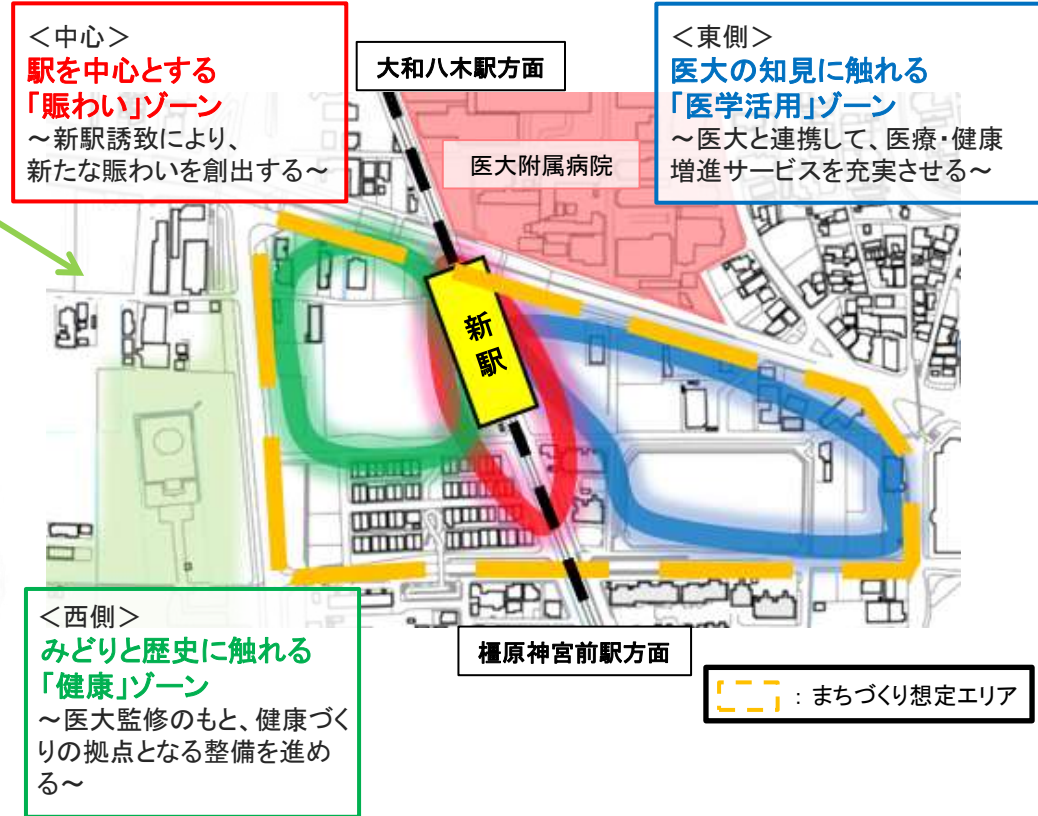 ＜中心＞
駅を中心とする
「賑わい」ゾーン
～新駅誘致により、
新たな賑わいを創出する～
大和八木駅方面
＜東側＞
医大の知見に触れる
「医学活用」ゾーン
～医大と連携して、医療・健康
増進サービスを充実させる～
医大附属病院
新
駅
＜西側＞
みどりと歴史に触れる
「健康」ゾーン
～医大監修のもと、健康づく
りの拠点となる整備を進め
る～
橿原神宮前駅方面
：まちづくり想定エリア